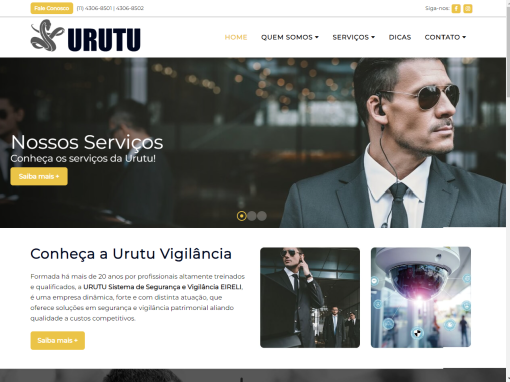 Fale Conosco (11) 4306-8501 | 4306-8502 Siga-nos:
URUTU
HOME QUEM SOMOS SERVIÇOS DICAS CONTATO
Nossos Serviços
Conheça os serviços da Urutu!
Saiba mais +
Conheça a Urutu Vigilância
Formada há mais de 20 anos por profissionais altamente treinados
e qualificados, a URUTU Sistema de Segurança e Vigilância EIRELI,
é uma empresa dinâmica, forte e com distinta atuação, que
oferece soluções em segurança e vigilância patrimonial aliando
qualidade a custos competitivos.
Saiba mais +